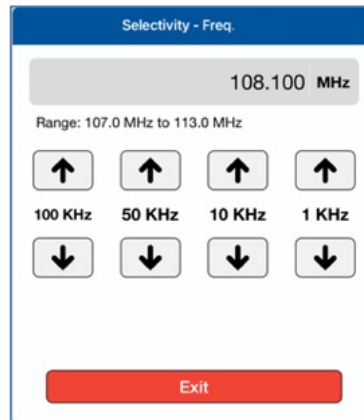 Selectivity - Freq.
108.100 MHz
Range: 107.0 MHz to 113.0 MHz
100 KHz 50 KHz 10 KHz 1 KHz
Exit